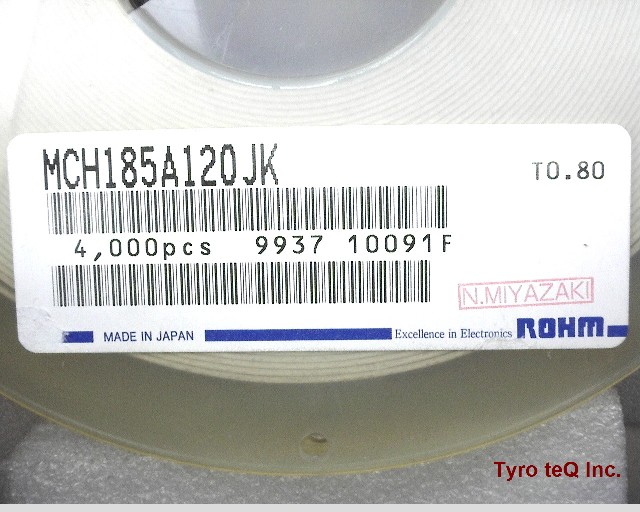 MCH185A120JK
T0.80
4,000pcs 9937 10091F
N.MIYAZAKI
MADE IN JAPAN
Excellence in Electronics ROHM
Tyro teQ Inc.